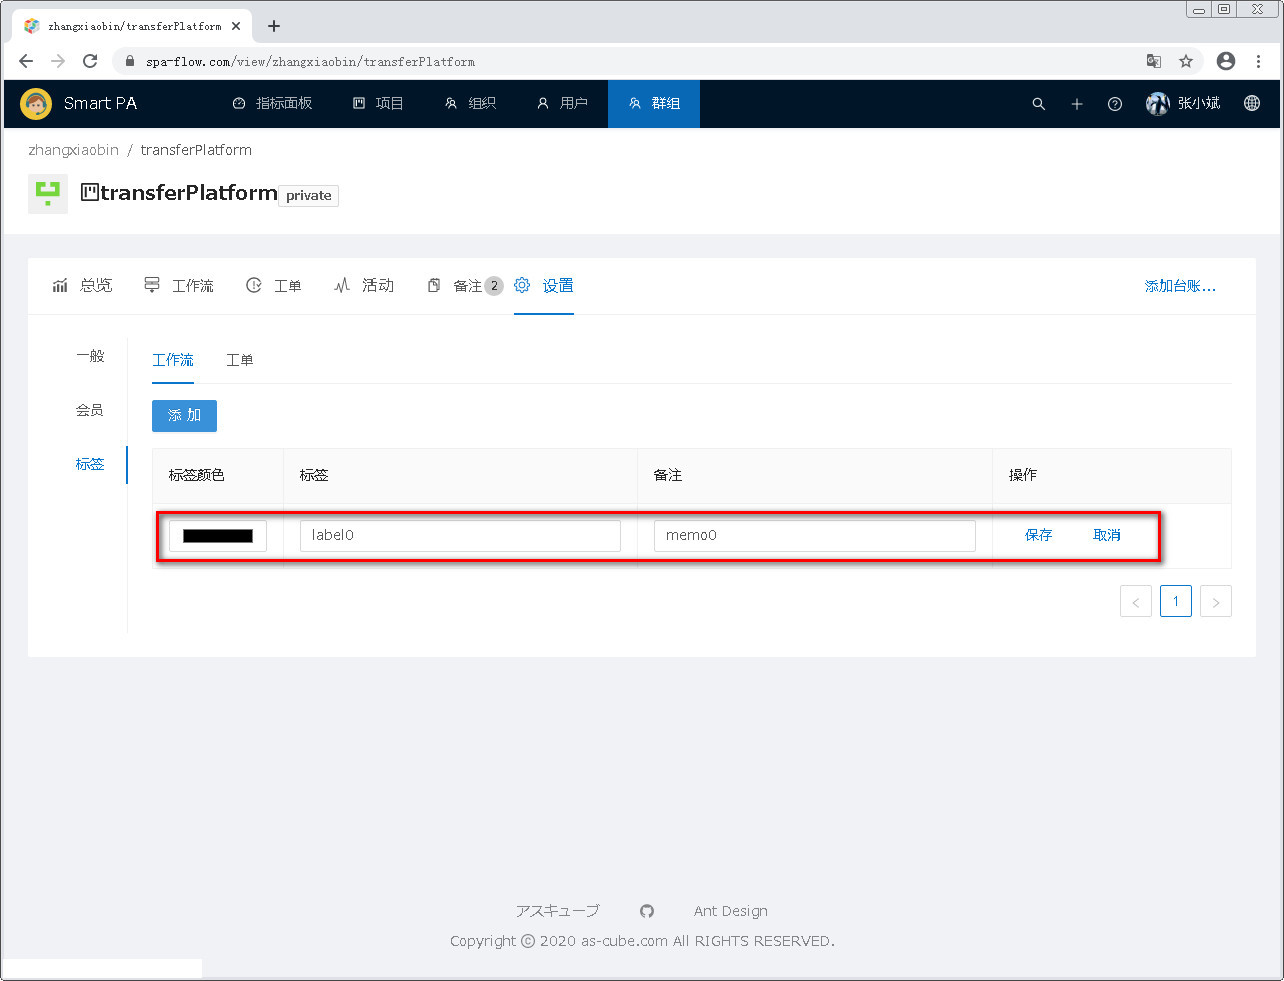 zhangxiaobin/transferPlatform
spa-flow.com/view/zhangxiaobin/transferPlatform
Smart PA 指标面板 项目 组织 用户 群组 张小斌
zhangxiaobin / transferPlatform
transferPlatform private
总览 工作流 工单 活动 备注 2 设置 添加台账...
一般
会员
标签
工作流 工单
添 加
标签颜色 标签 备注 操作
label0 memo0 保存 取消
< 1 >
アスキューブ Ant Design
Copyright © 2020 as-cube.com All RIGHTS RESERVED.